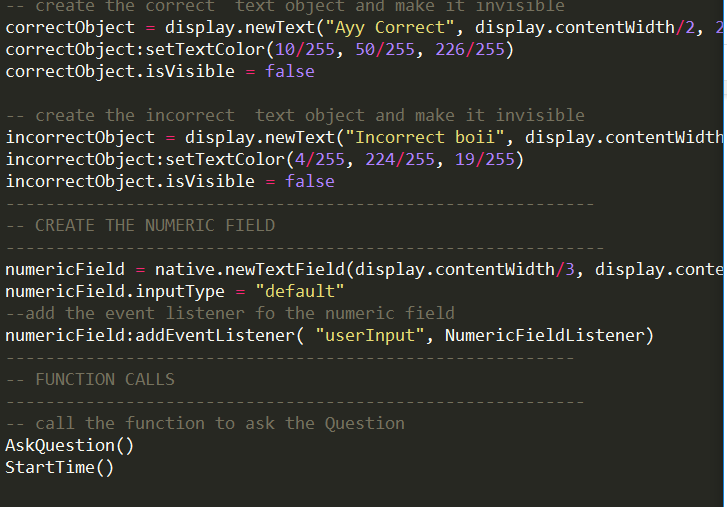 -- create the correct  text object and make it invisible
correctObject = display.newText("Ayy Correct", display.contentWidth/2, 2
correctObject:setTextColor(10/255, 50/255, 226/255)
correctObject.isVisible = false
-- create the incorrect  text object and make it invisible
incorrectObject = display.newText("Incorrect boii", display.contentWidth
incorrectObject:setTextColor(4/255, 224/255, 19/255)
incorrectObject.isVisible = false
-----------------------------------------------------------
-- CREATE THE NUMERIC FIELD
------------------------------------------------------------
numericField = native.newTextField(display.contentWidth/3, display.conte
numericField.inputType = "default"
--add the event listener fo the numeric field
numericField:addEventListener( "userInput", NumericFieldListener)
---------------------------------------------------------
-- FUNCTION CALLS
----------------------------------------------------------
-- call the function to ask the Question
AskQuestion()
StartTime()